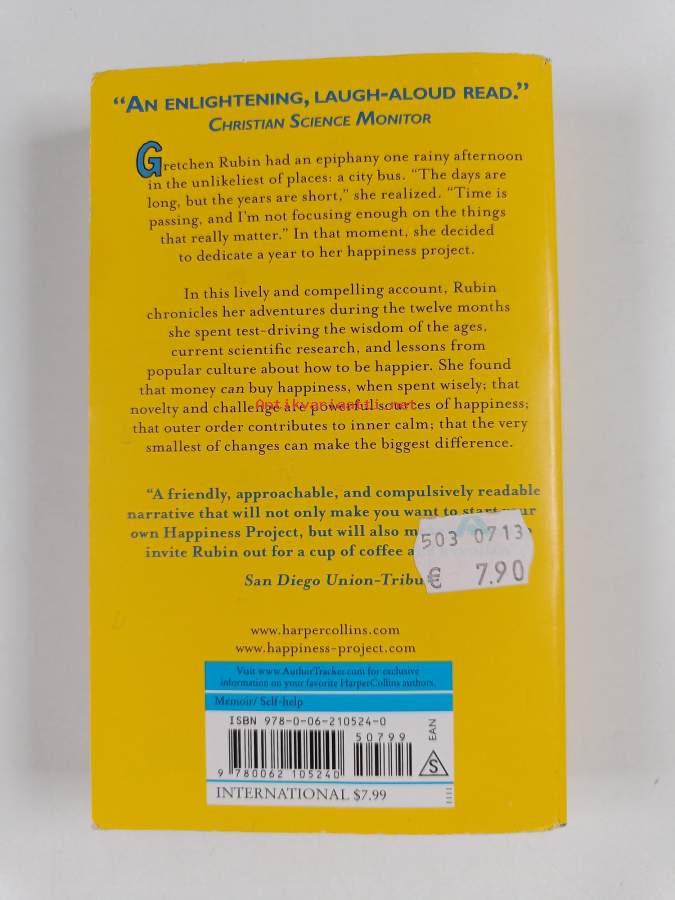 “AN ENLIGHTENING, LAUGH-ALOUD READ.”
CHRISTIAN SCIENCE MONITOR
Gretchen Rubin had an epiphany one rainy afternoon
in the unlikeliest of places: a city bus. “The days are
long, but the years are short,” she realized. “Time is
passing, and I'm not focusing enough on the things
that really matter.” In that moment, she decided
to dedicate a year to her happiness project.
In this lively and compelling account, Rubin
chronicles her adventures during the twelve months
she spent test-driving the wisdom of the ages,
current scientific research, and lessons from
popular culture about how to be happier. She found
that money can buy happiness, when spent wisely; that
novelty and challenge are powerful sources of happiness;
Antikvariaatti.net
that outer order contributes to inner calm; that the very
smallest of changes can make the biggest difference.
“A friendly, approachable, and compulsively readable
narrative that will not only make you want to start your
own Happiness Project, but will also
invite Rubin out for a cup of coffee
San Diego Union-Tribu
503 0713
€ 7.90
www.harpercollins.com
www.happiness-project.com
Visit www.AuthorTracker.com for exclusive
information on your favorite HarperCollins authors.
Memoir/ Self-help
ISBN 978-0-06-210524-0
50799
EAN
S
9 780062 105240
INTERNATIONAL $7.99